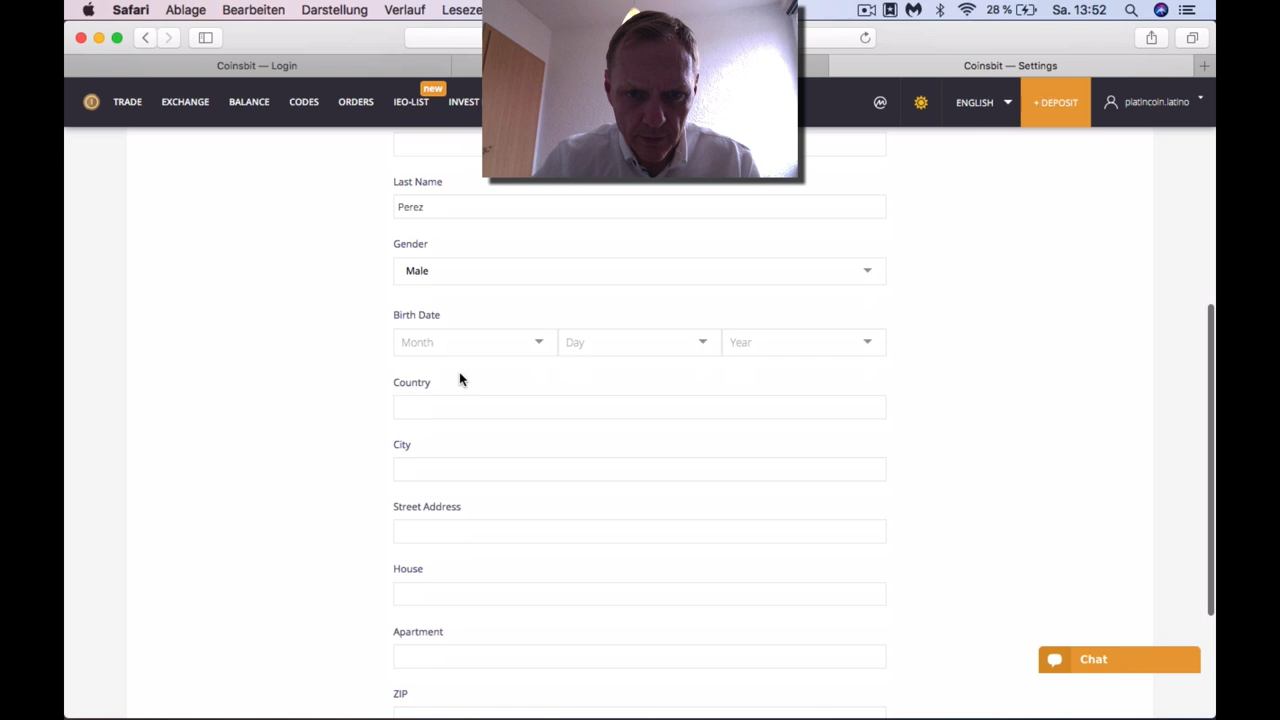 Safari Ablage Bearbeiten Darstellung Verlauf Leseze 28 % Sa. 13:52
Coinsbit — Login
Coinsbit — Settings
new
TRADE EXCHANGE BALANCE CODES ORDERS IEO-LIST INVEST ENGLISH + DEPOSIT platincoin.latino
Last Name
Perez
Gender
Male
Birth Date
Month Day Year
Country
City
Street Address
House
Apartment
Chat
ZIP